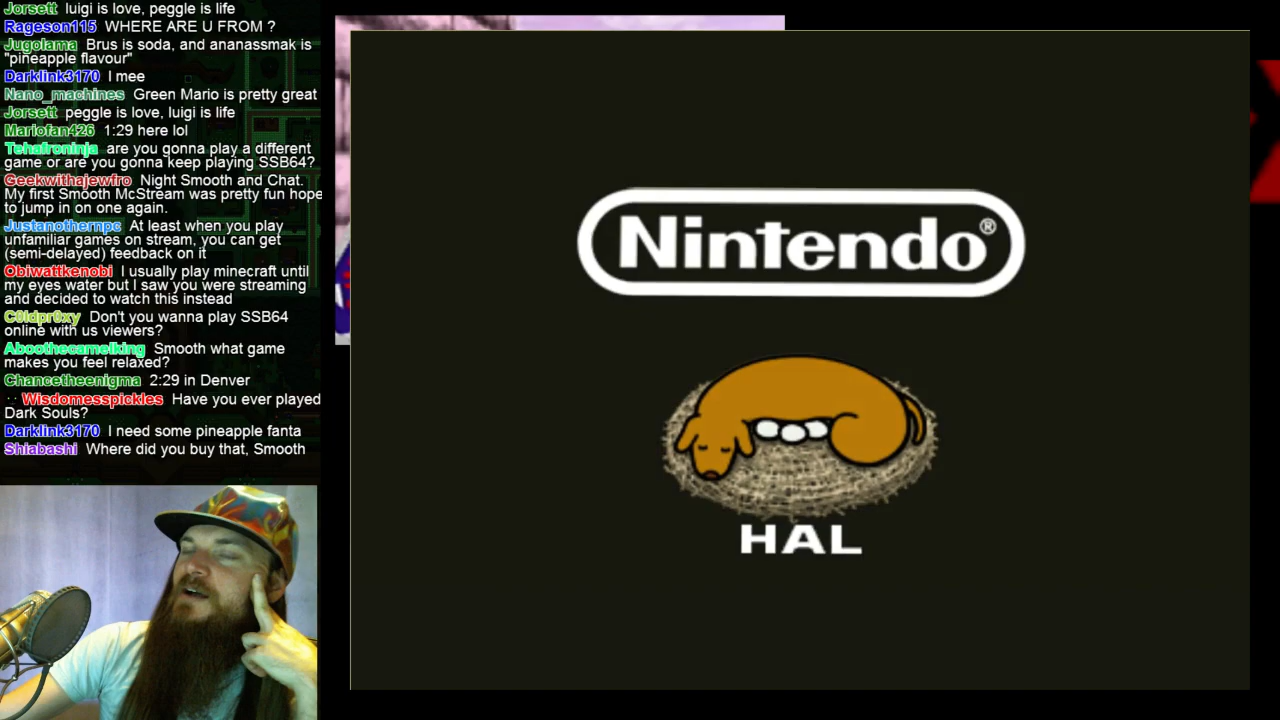 Jorsett luigi is love, peggle is life
Rageson115 WHERE ARE U FROM ?
Jugolama Brus is soda, and ananassmak is
"pineapple flavour"
Darklink3170 I mee
Nano_machines Green Mario is pretty great
Jorsett peggle is love, luigi is life
Mariofan426 1:29 here lol
Tehafroninja are you gonna play a different
game or are you gonna keep playing SSB64?
Geekwithajewfro Night Smooth and Chat.
My first Smooth McStream was pretty fun hope
to jump in on one again.
Justanothernpc At least when you play
unfamiliar games on stream, you can get
(semi-delayed) feedback on it
Obiwattkenobi I usually play minecraft until
my eyes water but I saw you were streaming
and decided to watch this instead
C0ldpr0xy Don't you wanna play SSB64
online with us viewers?
Aboothecamelking Smooth what game
makes you feel relaxed?
Chancetheenigma 2:29 in Denver
Wisdomesspickles Have you ever played
Dark Souls?
Darklink3170 I need some pineapple fanta
Shiabashi Where did you buy that, Smooth
Nintendo®
HAL